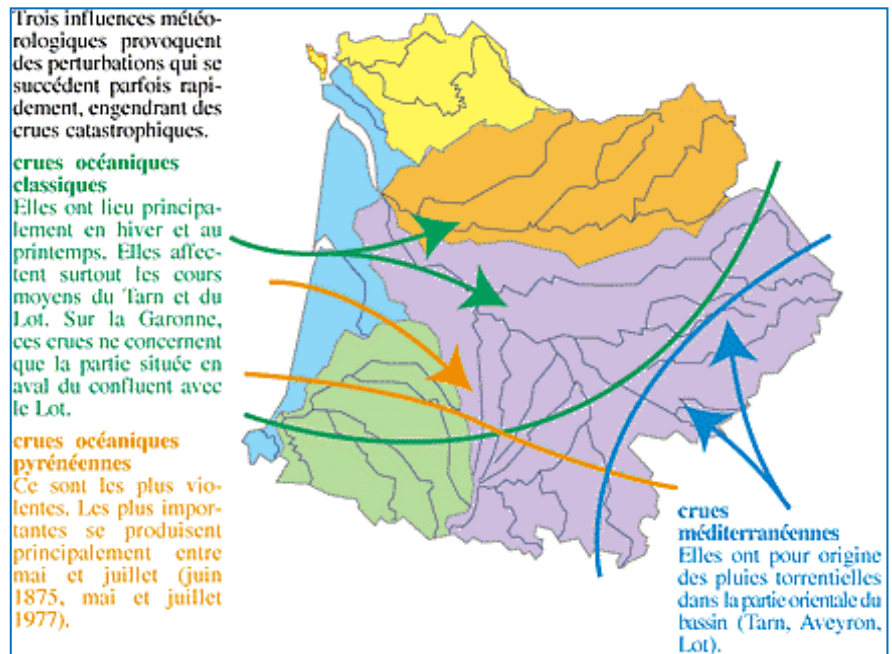 Trois influences météo-
rologiques provoquent
des perturbations qui se
succédent parfois rapi-
dement, engendrant des
crues catastrophiques.
crues océaniques
classiques
Elles ont lieu principa-
lement en hiver et au
printemps. Elles affec-
tent surtout les cours
moyens du Tarn et du
Lot. Sur la Garonne,
ces crues ne concernent
que la partie située en
aval du confluent avec
le Lot.
crues océaniques
pyrénéennes
Ce sont les plus vio-
lentes. Les plus impor-
tantes se produisent
principalement entre
mai et juillet (juin
1875, mai et juillet
1977).
crues
méditerranéennes
Elles ont pour origine
des pluies torrentielles
dans la partie orientale du
bassin (Tarn, Aveyron,
Lot).